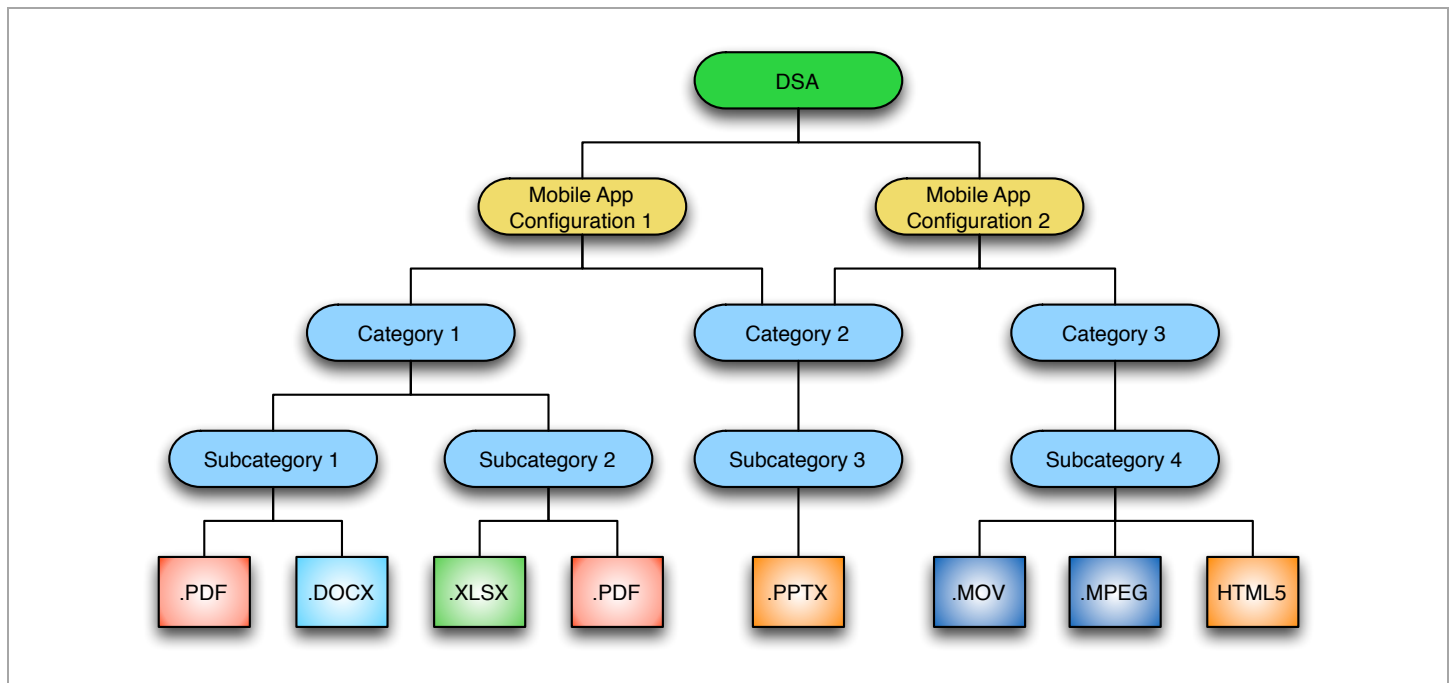 DSA
Mobile App
Configuration 1
Mobile App
Configuration 2
Category 1
Category 2
Category 3
Subcategory 1
Subcategory 2
Subcategory 3
Subcategory 4
.PDF
.DOCX
.XLSX
.PDF
.PPTX
.MOV
.MPEG
HTML5